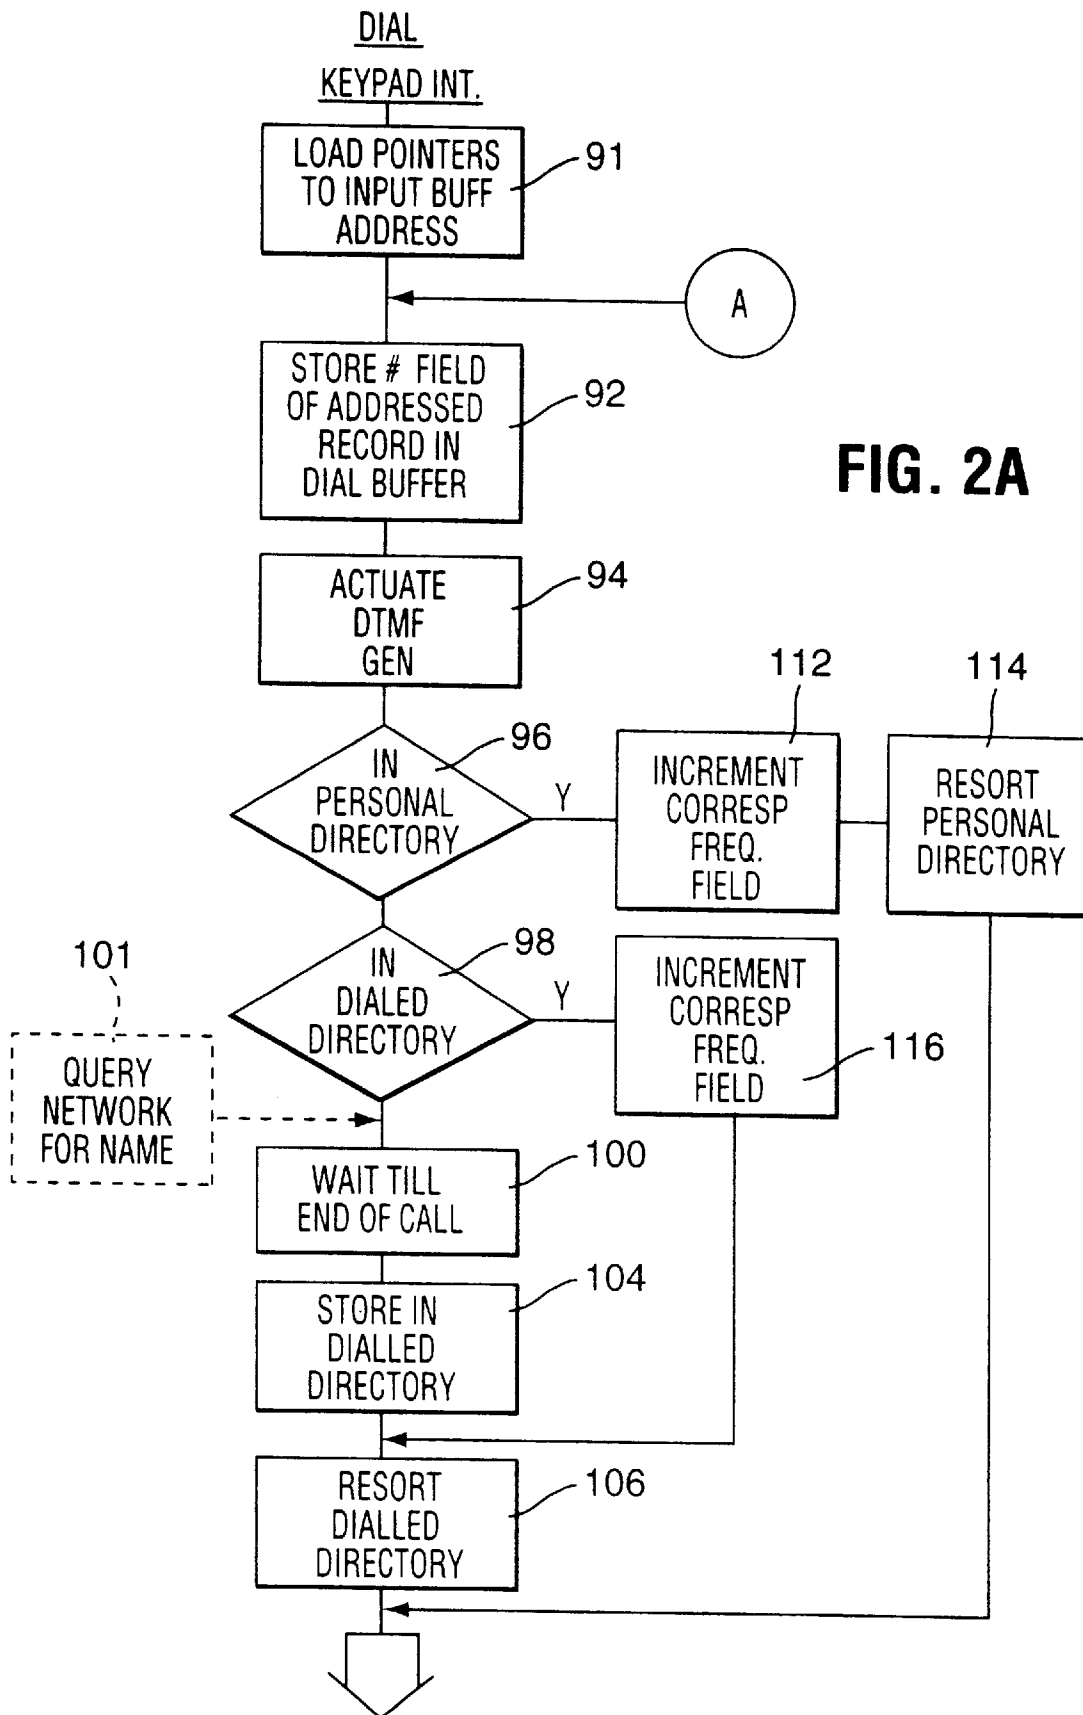 DIAL
KEYPAD INT.
LOAD POINTERS
TO INPUT BUFF
ADDRESS
91
A
STORE # FIELD
OF ADDRESSED
RECORD IN
DIAL BUFFER
92
FIG. 2A
ACTUATE
DTMF
GEN
94
IN
PERSONAL
DIRECTORY
96
Y
112
INCREMENT
CORRESP
FREQ.
FIELD
114
RESORT
PERSONAL
DIRECTORY
IN
DIALED
DIRECTORY
98
Y
INCREMENT
CORRESP
FREQ.
FIELD
116
101
QUERY
NETWORK
FOR NAME
WAIT TILL
END OF CALL
100
STORE IN
DIALLED
DIRECTORY
104
RESORT
DIALLED
DIRECTORY
106